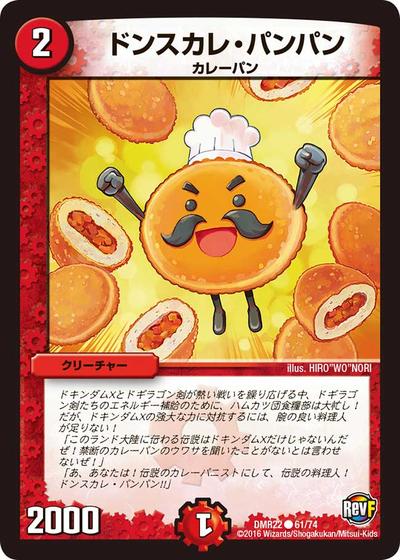 2
ドンスカレ・パンパン
カレーパン
クリーチャー
illus. HIRO"WO"NORI
ドキンダムXとドギラゴン剣が熱い戦いを繰り広げる中、ドギラゴ
ン剣たちのエネルギー補給のために、ハムカツ団食糧部は大忙し!
だが、ドキンダムXの強大な力に対抗するには、腕の良い料理人
が足りない!
「このランド大陸に伝わる伝説はドキンダムXだけじゃないんだ
ぜ!禁断のカレーパンのウワサを聞いたことがないとは言わせ
ないぜ!」
「あ、あなたは!伝説のカレーパニストにして、伝説の料理人!
ドンスカレ・パンパン!!」
2000
1
DMR22 ● 61/74
©2016 Wizards/Shogakukan/Mitsui-Kids
RevF